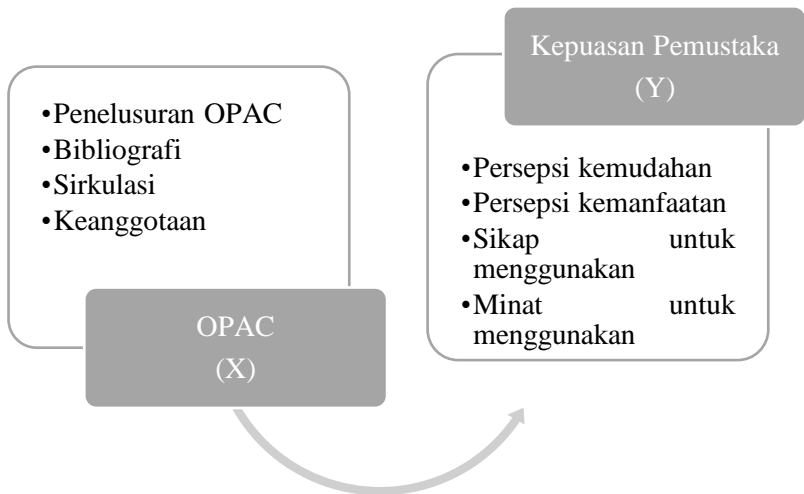 •Penelusuran OPAC
•Bibliografi
•Sirkulasi
•Keanggotaan
OPAC
(X)
Kepuasan Pemustaka
(Y)
•Persepsi kemudahan
•Persepsi kemanfaatan
•Sikap untuk
menggunakan
•Minat untuk
menggunakan